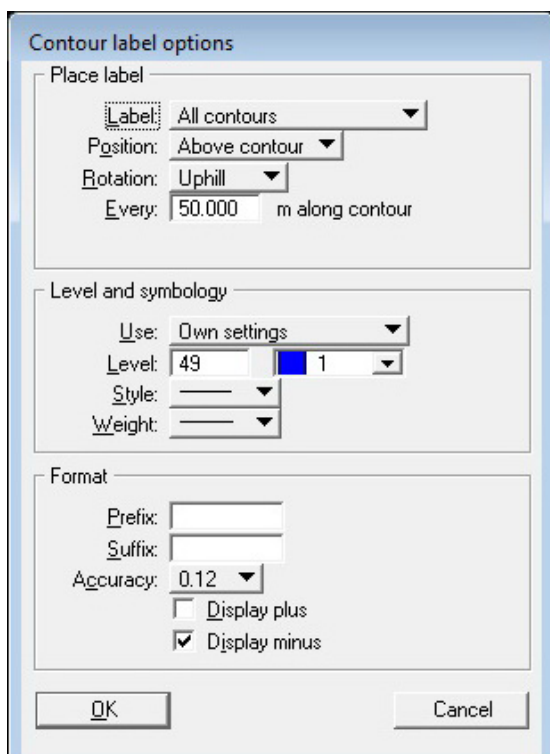 Contour label options
Place label
Label: All contours
Position: Above contour
Rotation: Uphill
Every: 50.000 m along contour
Level and symbology
Use: Own settings
Level: 49 1
Style:
Weight:
Format
Prefix:
Suffix:
Accuracy: 0.12
Display plus
Display minus
OK Cancel